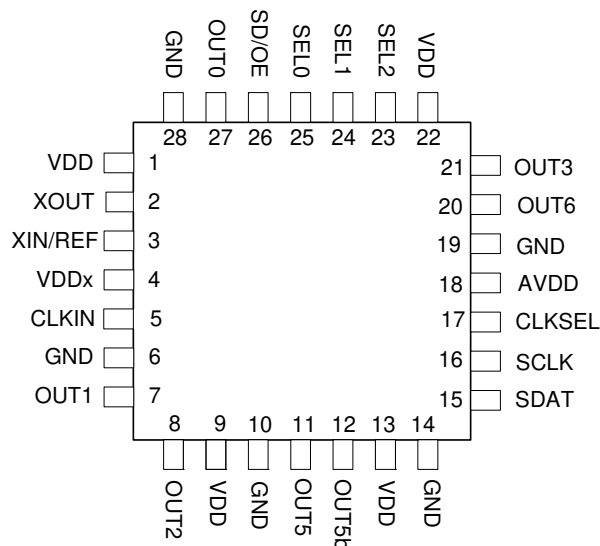 GND OUT0 SD/OE SEL0 SEL1 SEL2 VDD
28 27 26 25 24 23 22
VDD 1
XOUT 2
XIN/REF 3
VDDx 4
CLKIN 5
GND 6
OUT1 7
21 OUT3
20 OUT6
19 GND
18 AVDD
17 CLKSEL
16 SCLK
15 SDAT
8 9 10 11 12 13 14
OUT2 VDD GND OUT5 OUT5b VDD GND